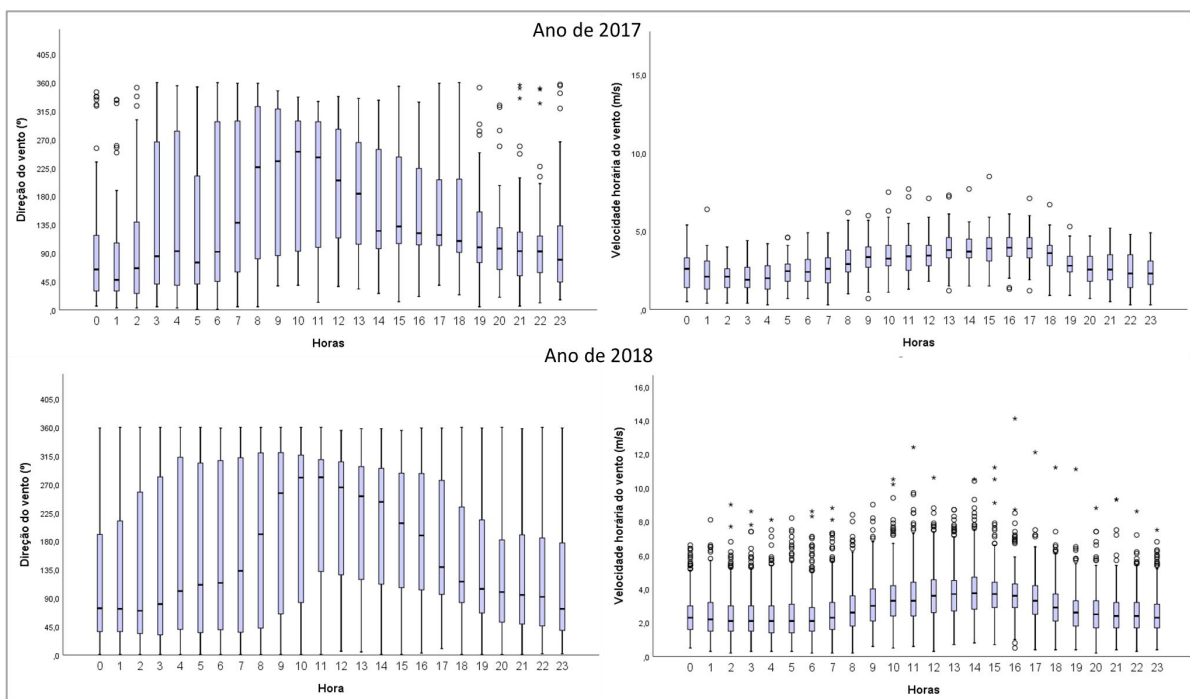 Ano de 2017
Direção do vento (º)
405,0
360,0
315,0
270,0
225,0
180,0
135,0
90,0
45,0
,0
0 1 2 3 4 5 6 7 8 9 10 11 12 13 14 15 16 17 18 19 20 21 22 23
Horas
Velocidade horária do vento (m/s)
15,0
10,0
5,0
,0
0 1 2 3 4 5 6 7 8 9 10 11 12 13 14 15 16 17 18 19 20 21 22 23
Horas
Ano de 2018
Direção do vento (º)
405,0
360,0
315,0
270,0
225,0
180,0
135,0
90,0
45,0
,0
0 1 2 3 4 5 6 7 8 9 10 11 12 13 14 15 16 17 18 19 20 21 22 23
Hora
Velocidade horária do vento (m/s)
16,0
14,0
12,0
10,0
8,0
6,0
4,0
2,0
,0
0 1 2 3 4 5 6 7 8 9 10 11 12 13 14 15 16 17 18 19 20 21 22 23
Horas